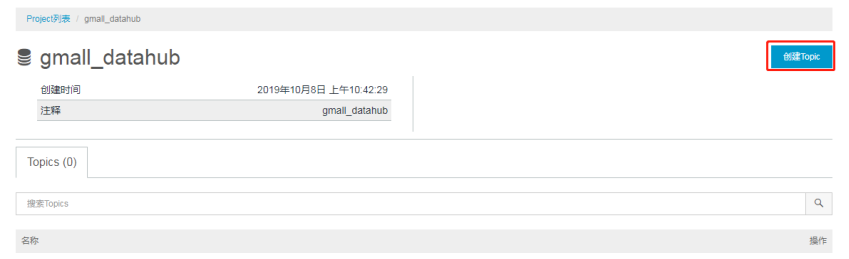 Project列表 / gmall_datahub
gmall_datahub
创建Topic
创建时间 2019年10月8日 上午10:42:29
注释 gmall_datahub
Topics (0)
搜索Topics
名称 操作